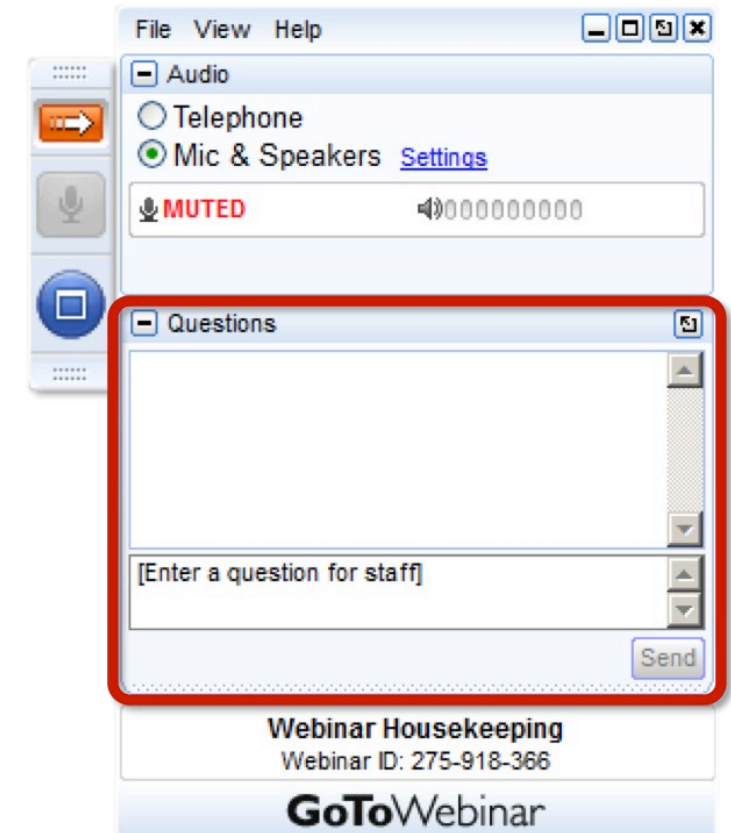 File View Help
Audio
Telephone
Mic & Speakers Settings
MUTED 000000000
Questions
[Enter a question for staff]
Send
Webinar Housekeeping
Webinar ID: 275-918-366
GoToWebinar